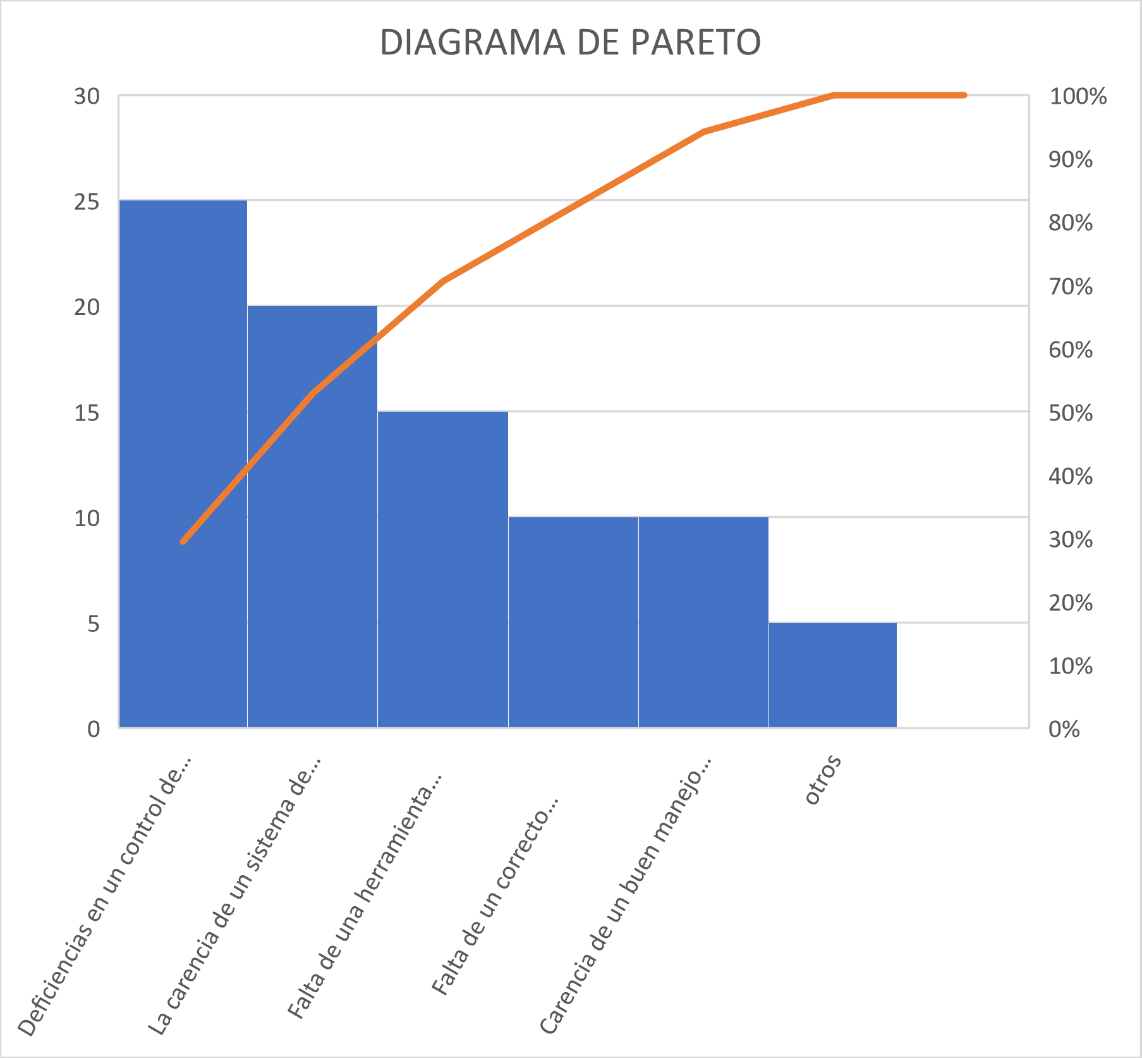 DIAGRAMA DE PARETO
30
25
20
15
10
5
0
100%
90%
80%
70%
60%
50%
40%
30%
20%
10%
0%
Deficiencias en un control de...
La carencia de un sistema de...
Falta de una herramienta...
Falta de un correcto...
Carencia de un buen manejo...
otros